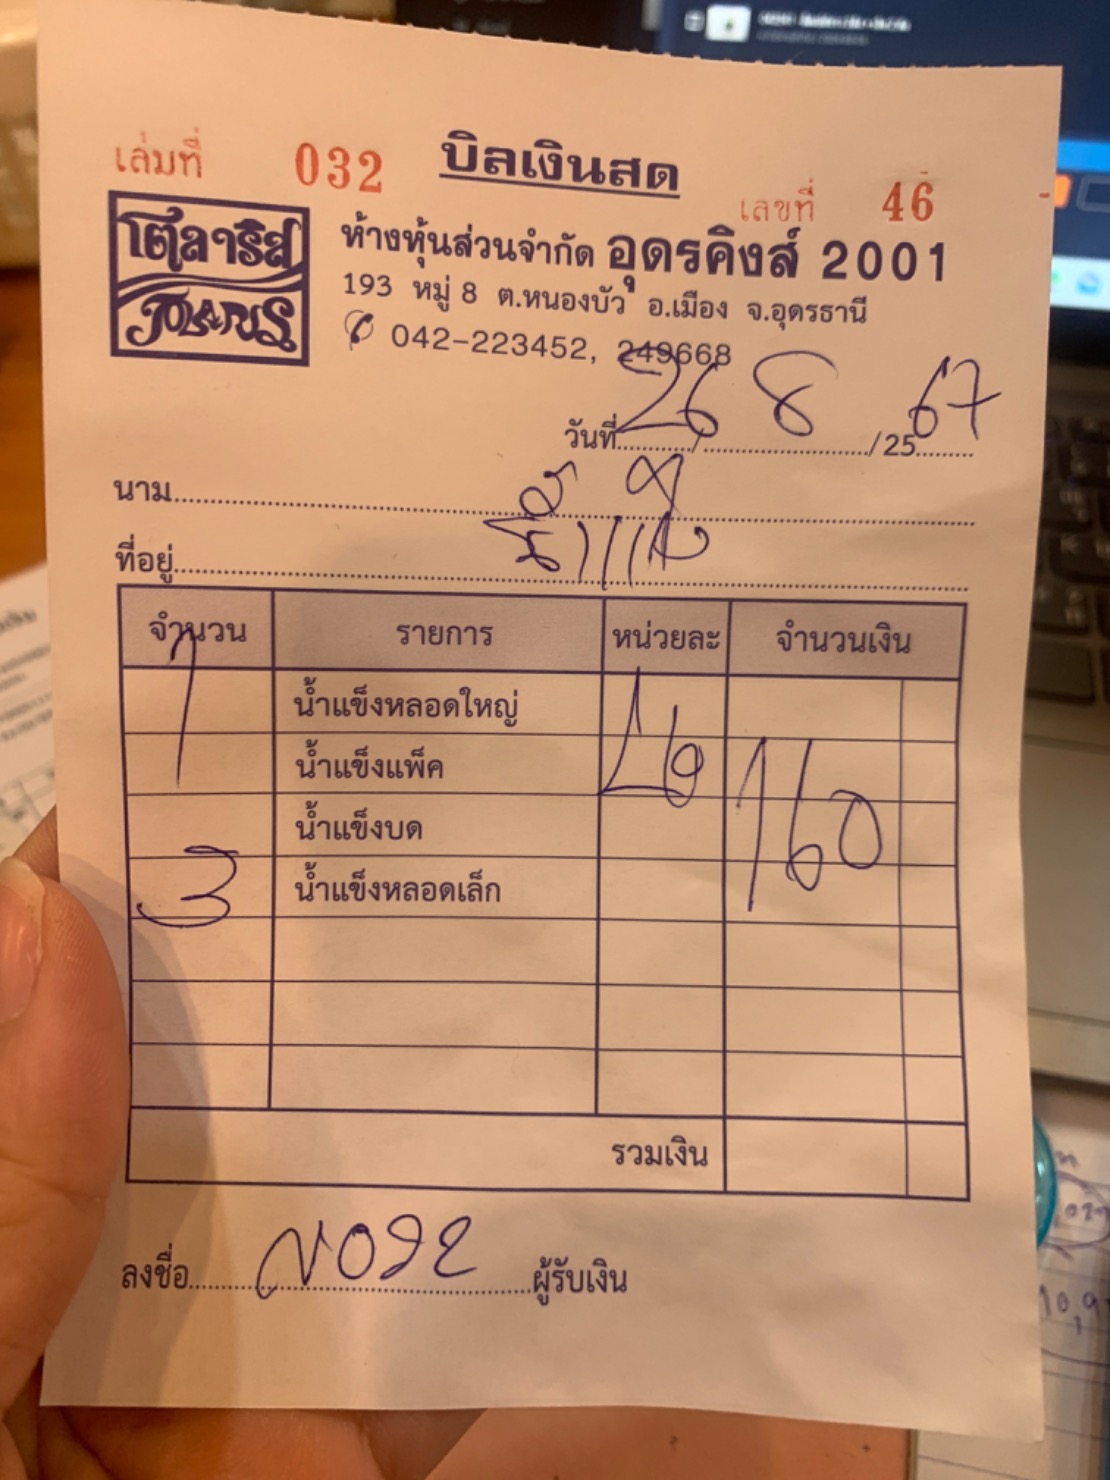 เล่มที่ 032 บิลเงินสด เลขที่ 46
โตลาริส
TOLARIS
ห้างหุ้นส่วนจำกัด อุดรคิงส์ 2001
193 หมู่ 8 ต.หนองบัว อ.เมือง จ.อุดรธานี
042-223452, 249668
วันที่ 26 / 8 /25 67
นาม
ที่อยู่
จำนวน รายการ หน่วยละ จำนวนเงิน
1 น้ำแข็งหลอดใหญ่ 40 160
น้ำแข็งแพ็ค
น้ำแข็งบด
3 น้ำแข็งหลอดเล็ก
รวมเงิน
ลงชื่อ ผู้รับเงิน